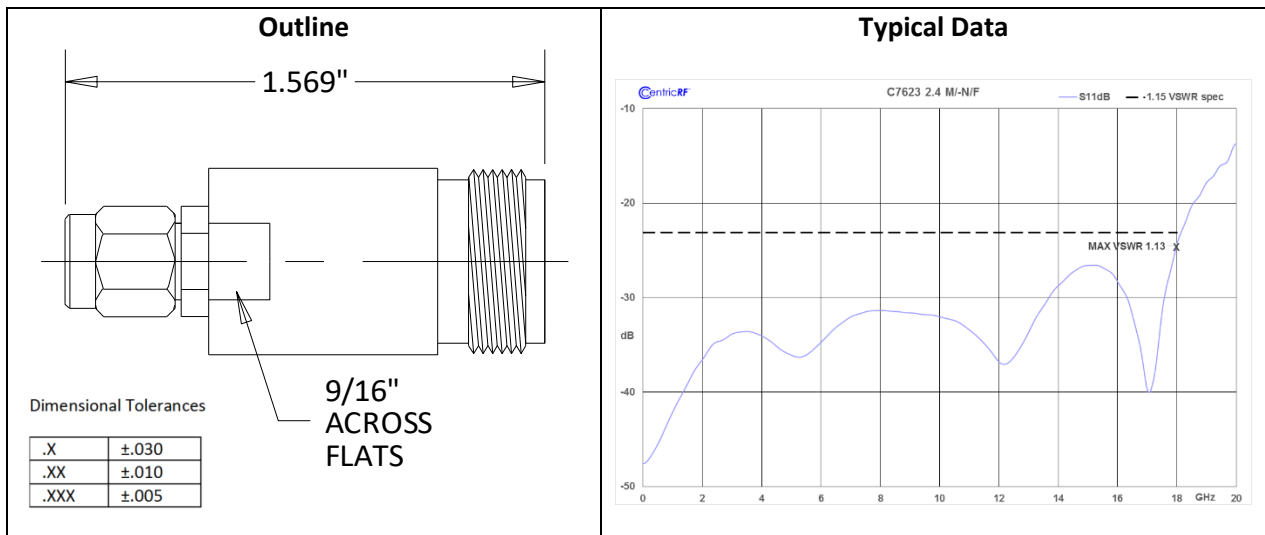 Outline
1.569"
9/16"
ACROSS
FLATS
Dimensional Tolerances
.X ±.030
.XX ±.010
.XXX ±.005
Typical Data
CentricRF
C7623 2.4 M/-N/F
S11dB
-1.15 VSWR spec
-10
-20
MAX VSWR 1.13 X
-30
dB
-40
-50
0 2 4 6 8 10 12 14 16 18 GHz 20